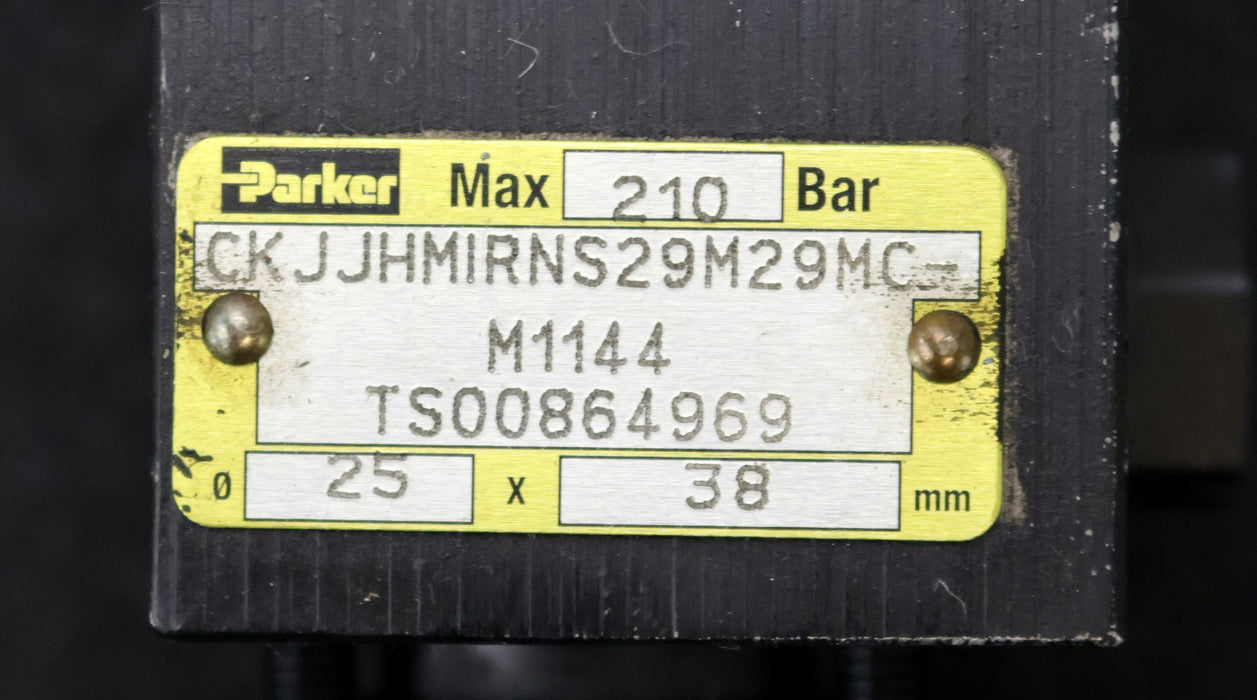 Parker Max 210 Bar
CKJJHMIRNS29M29MC-
M1144
TS00864969
Ø 25 x 38 mm